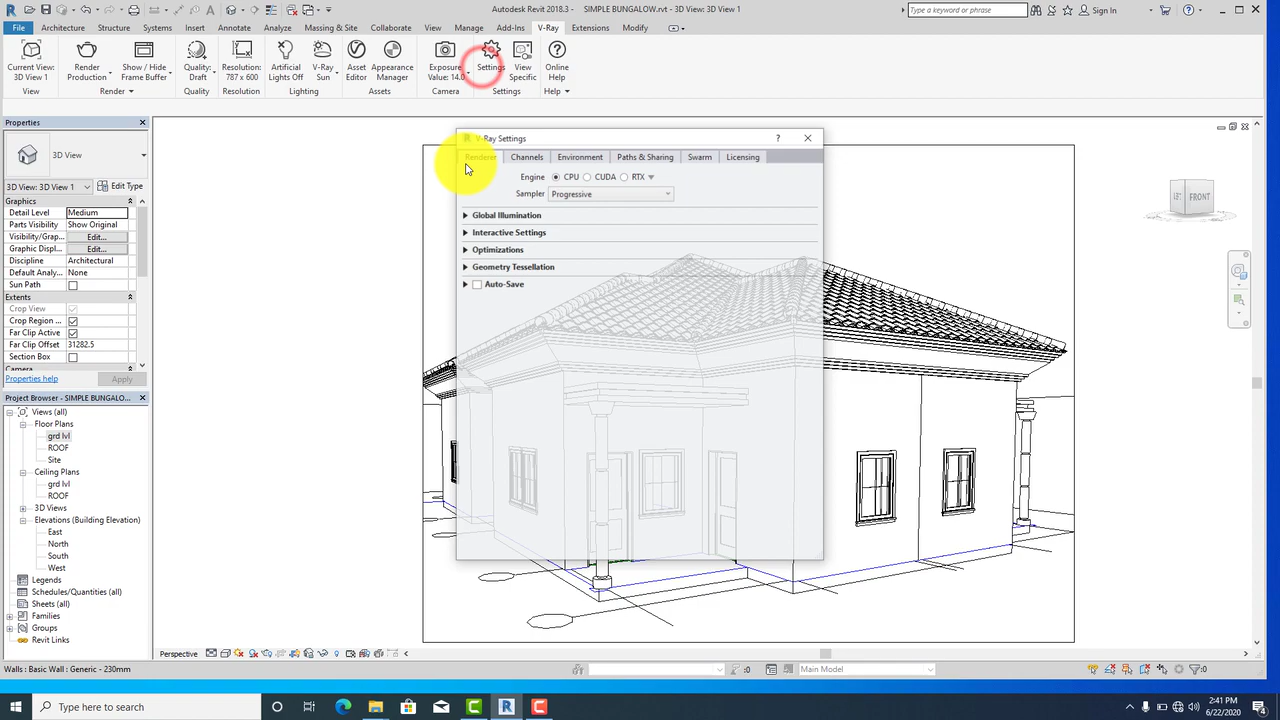 Autodesk Revit 2018.3 - SIMPLE BUNGALOW.rvt - 3D View: 3D View 1
Type a keyword or phrase
Sign In
File Architecture Structure Systems Insert Annotate Analyze Massing & Site Collaborate View Manage Add-Ins V-Ray Extensions Modify
Current View: 3D View 1
Render Production
Show / Hide Frame Buffer
Quality: Draft
Resolution: 787 x 600
Artificial Lights Off
V-Ray Sun
Asset Editor
Appearance Manager
Exposure Value: 14.0
Settings
View Specific
Online Help
View Render Quality Resolution Lighting Assets Camera Settings Help
Properties
3D View
3D View: 3D View 1
Edit Type
Graphics
Detail Level Medium
Parts Visibility Show Original
Visibility/Grap... Edit...
Graphic Displ... Edit...
Discipline Architectural
Default Analy... None
Sun Path
Extents
Crop View
Crop Region ...
Far Clip Active
Far Clip Offset 31282.5
Section Box
Camera
Properties help
Apply
Project Browser - SIMPLE BUNGALO...
Views (all)
Floor Plans
grd lvl
ROOF
Site
Ceiling Plans
grd lvl
ROOF
3D Views
Elevations (Building Elevation)
East
North
South
West
Legends
Schedules/Quantities (all)
Sheets (all)
Families
Groups
Revit Links
V-Ray Settings
Renderer Channels Environment Paths & Sharing Swarm Licensing
Engine CPU CUDA RTX
Sampler Progressive
Global Illumination
Interactive Settings
Optimizations
Geometry Tessellation
Auto-Save
FRONT
Perspective
Walls : Basic Wall : Generic - 230mm
:0
Main Model
:0
Type here to search
2:41 PM
6/22/2020